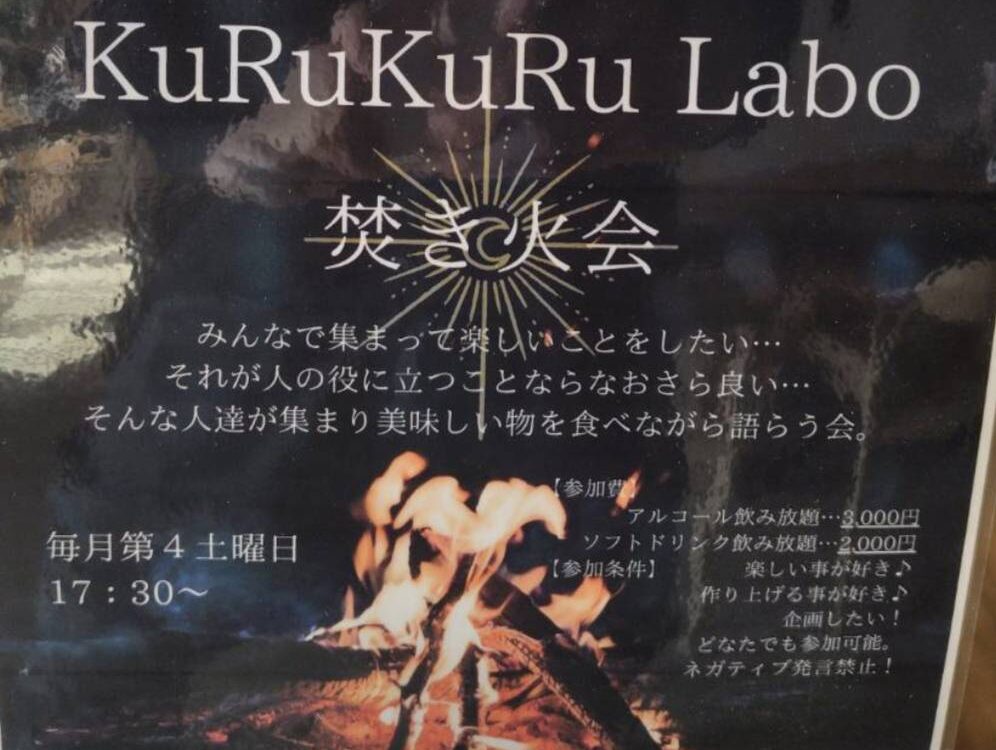 KuRuKuRu Labo
焚き火会
みんなで集まって楽しいことをしたい…
それが人の役に立つことならなおさら良い…
そんな人達が集まり美味しい物を食べながら語らう会。
毎月第4土曜日
17：30～
【参加費】
アルコール飲み放題…3,000円
ソフトドリンク飲み放題…2,000円
【参加条件】 楽しい事が好き♪
作り上げる事が好き♪
企画したい！
どなたでも参加可能。
ネガティブ発言禁止！